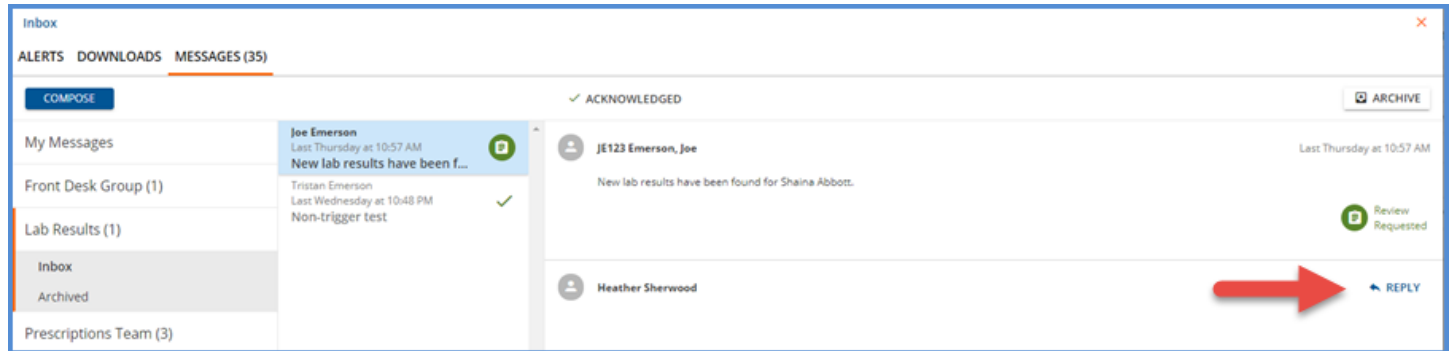 Inbox
ALERTS DOWNLOADS MESSAGES (35)
COMPOSE
ACKNOWLEDGED
ARCHIVE
My Messages
Front Desk Group (1)
Lab Results (1)
Inbox
Archived
Prescriptions Team (3)
Joe Emerson
Last Thursday at 10:57 AM
New lab results have been f...
Tristan Emerson
Last Wednesday at 10:48 PM
Non-trigger test
JE123 Emerson, Joe
Last Thursday at 10:57 AM
New lab results have been found for Shaina Abbott.
Review
Requested
Heather Sherwood
REPLY